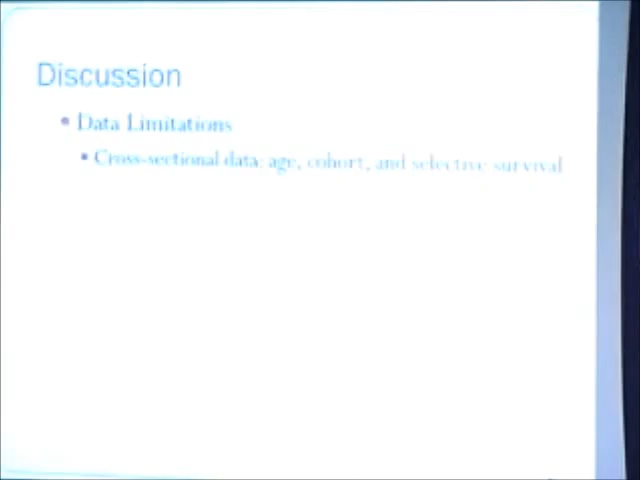 Discussion
Data Limitations
Cross-sectional data: age, cohort, and selective survival